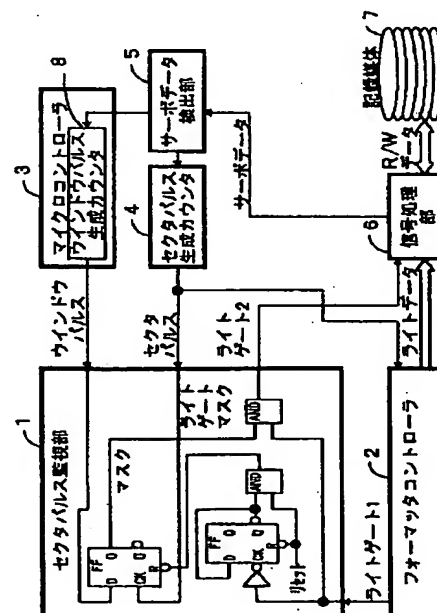 1
セクタパルス監視部
マスク
FF
D
Q
CK
Q
R
ライトゲート
マスク
AND
AND
FF
D
Q
CK
Q
R
リセット
ウインドウ
パルス
セクタ
パルス
ライト
ゲート2
3
マイクロコントローラ
8
ウインドウパルス
生成カウンタ
4
セクタパルス
生成カウンタ
5
サーボデータ
検出部
サーボデータ
2
フォーマッタコントローラ
ライトゲート1
ライトデータ
6
信号処理
部
R/W
データ
7
記憶媒体